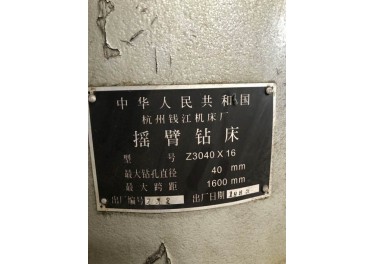 中华人民共和国
杭州钱江机床厂
摇臂钻床
型号 Z3040×16
最大钻孔直径 40 mm
最大跨距 1600 mm
出厂编号 出厂日期